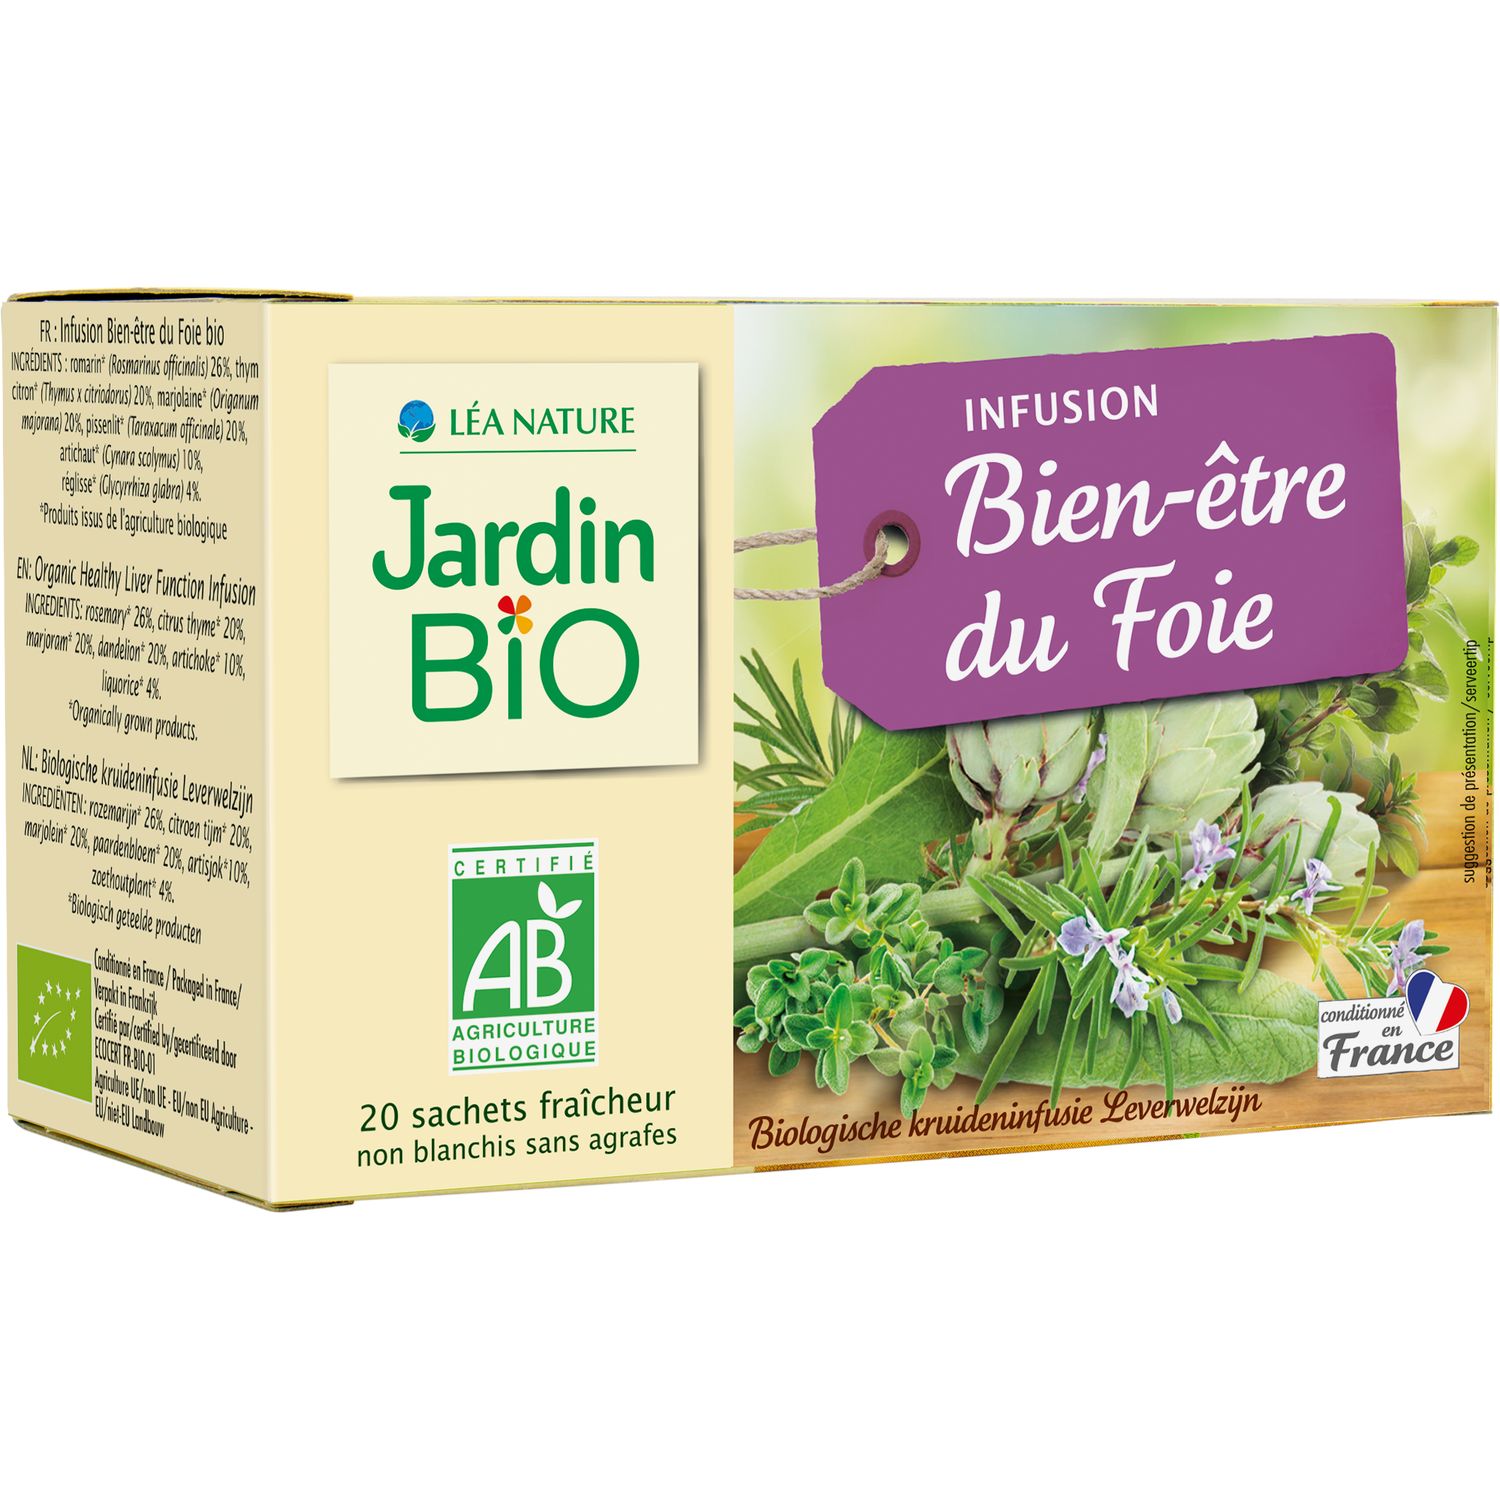 FR : Infusion Bien-être du Foie bio
INGRÉDIENTS : romarin* (Rosmarinus officinalis) 26%, thym
citron* (Thymus x citriodorus) 20%, marjolaine* (Origanum
majorana) 20%, pissenlit* (Taraxacum officinale) 20%,
artichaut* (Cynara scolymus) 10%,
réglisse* (Glycyrrhiza glabra) 4%.
*Produits issus de l'agriculture biologique
EN: Organic Healthy Liver Function Infusion
INGREDIENTS: rosemary* 26%, citrus thyme* 20%,
marjoram* 20%, dandelion* 20%, artichoke* 10%,
liquorice* 4%.
*Organically grown products.
NL: Biologische kruideninfusie Leverwelzijn
INGREDIËNTEN: rozemarijn* 26%, citroen tijm* 20%,
marjolein* 20%, paardenbloem* 20%, artisjok*10%,
zoethoutplant* 4%.
*Biologisch geteelde producten
Conditionné en France / Packaged in France/
Verpakt in Frankrijk
Certifié par/certified by/gecertificeerd door
ECOCERT FR-BIO-01
Agriculture UE/non UE - EU/non EU Agriculture -
EU/niet-EU Landbouw
LÉA NATURE
Jardin
BiO
CERTIFIÉ
AB
AGRICULTURE
BIOLOGIQUE
20 sachets fraîcheur
non blanchis sans agrafes
INFUSION
Bien-être
du Foie
suggestion de présentation/serveertip
conditionné
en
France
Biologische kruideninfusie Leverwelzijn